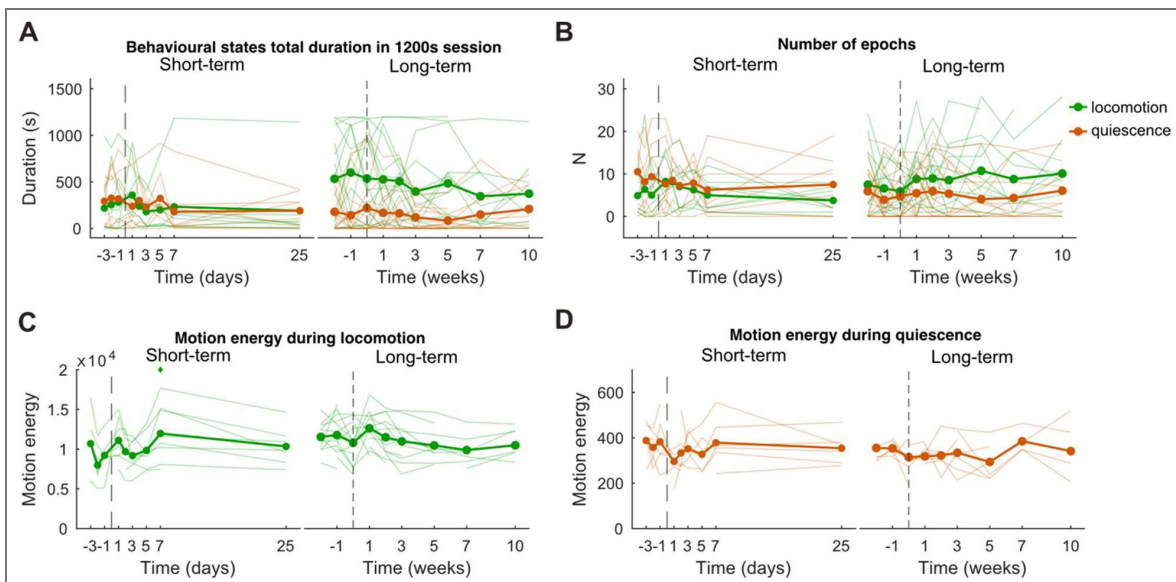 A
Behavioural states total duration in 1200s session
Short-term
Long-term
1500
1000
500
0
Duration (s)
-3 -1 1 3 5 7 25
Time (days)
-1 1 3 5 7 10
Time (weeks)
B
Number of epochs
Short-term
Long-term
30
20
10
0
N
-3 -1 1 3 5 7 25
Time (days)
-1 1 3 5 7 10
Time (weeks)
locomotion
quiescence
C
Motion energy during locomotion
Short-term
Long-term
×10⁴
2
1.5
1
0.5
0
Motion energy
-3 -1 1 3 5 7 25
Time (days)
-1 1 3 5 7 10
Time (weeks)
D
Motion energy during quiescence
Short-term
Long-term
600
400
200
0
Motion energy
-3 -1 1 3 5 7 25
Time (days)
-1 1 3 5 7 10
Time (weeks)